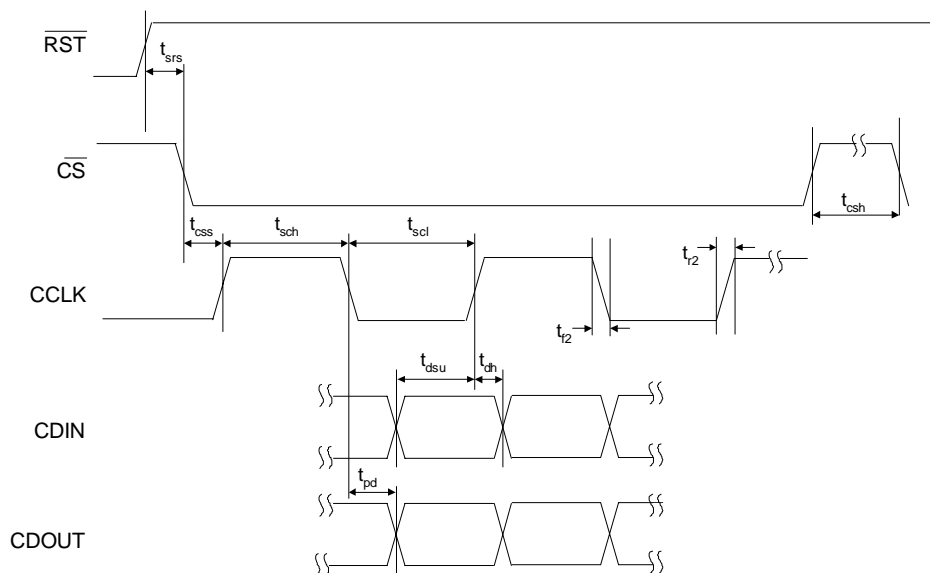 RST
t_srs
CS
t_csh
t_css t_sch t_scl
t_r2
CCLK
t_f2
t_dsu t_dh
CDIN
t_pd
CDOUT